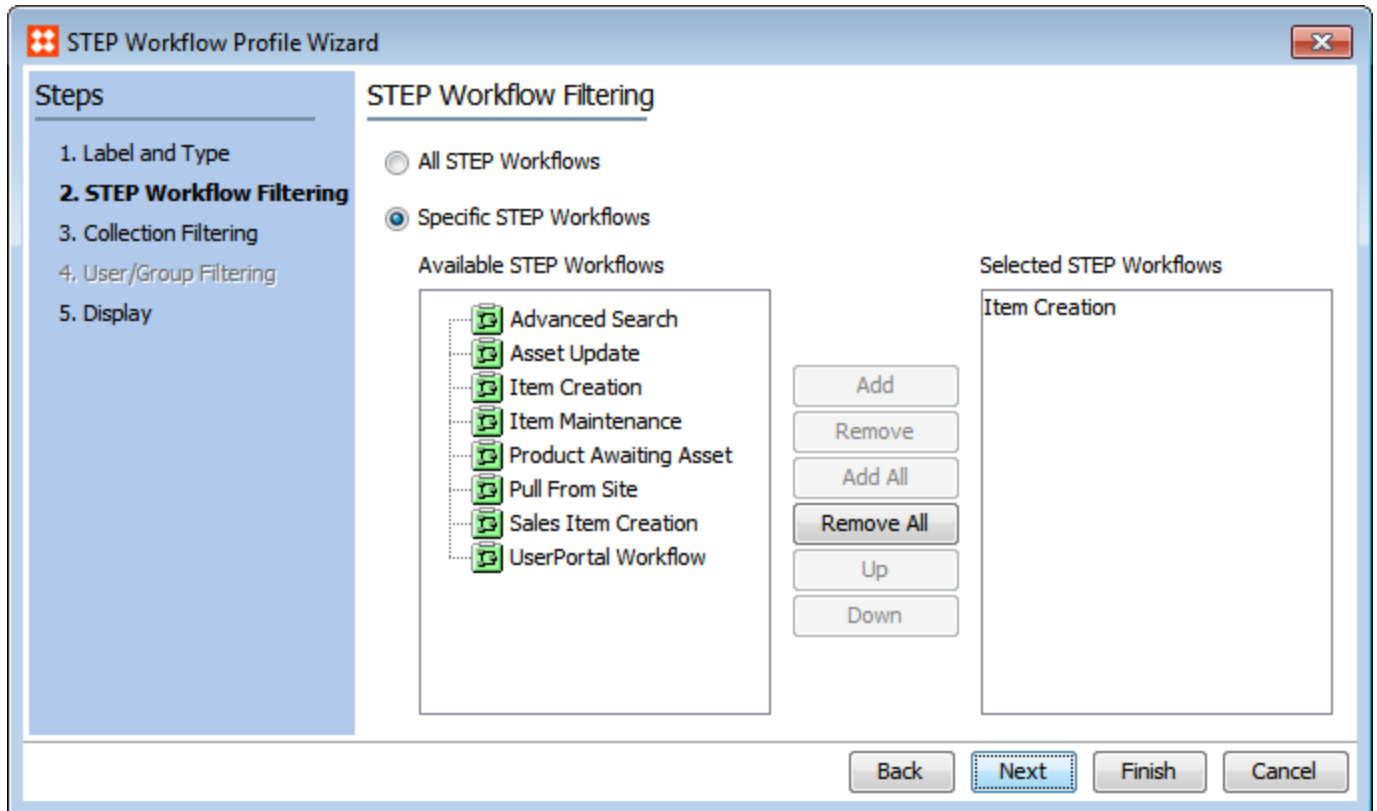 STEP Workflow Profile Wizard
Steps
1. Label and Type
2. STEP Workflow Filtering
3. Collection Filtering
4. User/Group Filtering
5. Display
STEP Workflow Filtering
All STEP Workflows
Specific STEP Workflows
Available STEP Workflows
Advanced Search
Asset Update
Item Creation
Item Maintenance
Product Awaiting Asset
Pull From Site
Sales Item Creation
UserPortal Workflow
Add
Remove
Add All
Remove All
Up
Down
Selected STEP Workflows
Item Creation
Back
Next
Finish
Cancel